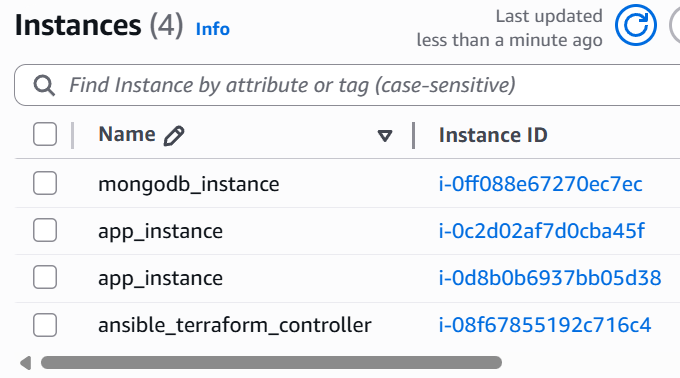 Instances (4) Info
Last updated
less than a minute ago
Find Instance by attribute or tag (case-sensitive)
Name Instance ID
mongodb_instance i-0ff088e67270ec7ec
app_instance i-0c2d02af7d0cba45f
app_instance i-0d8b0b6937bb05d38
ansible_terraform_controller i-08f67855192c716c4